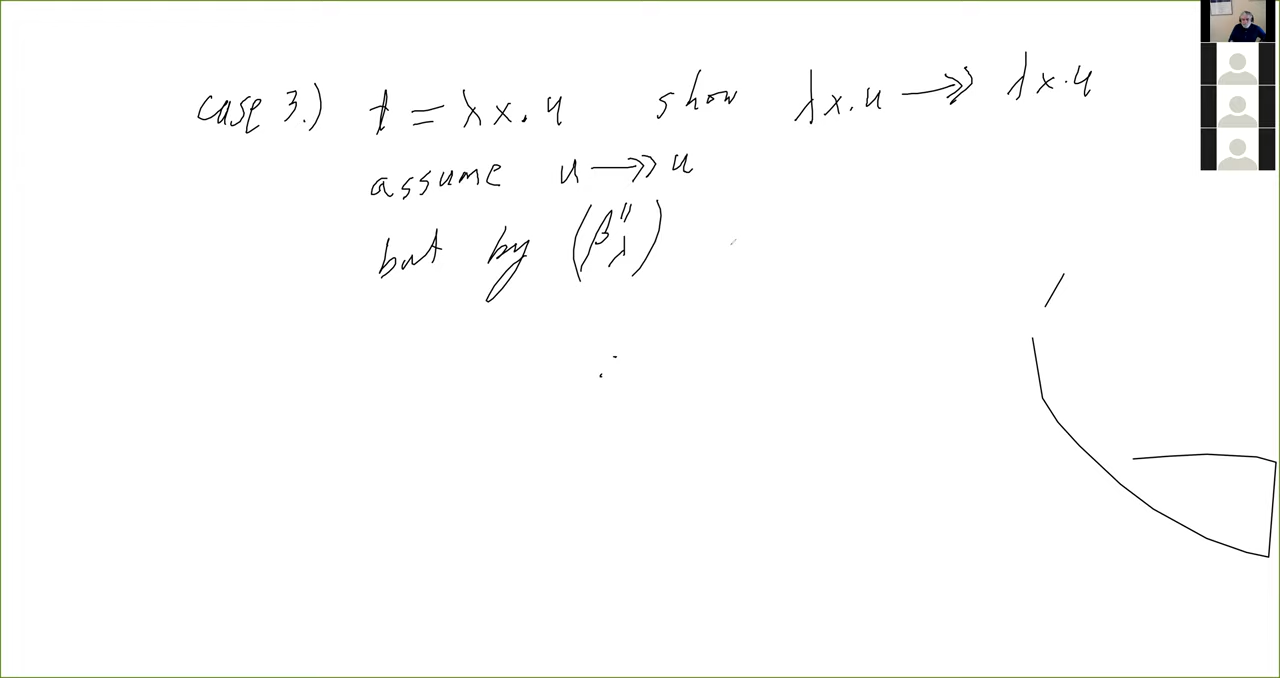 case 3.) t = λx.u show λx.u ↠ λx.u
assume u ↠ u
but by (β″λ)